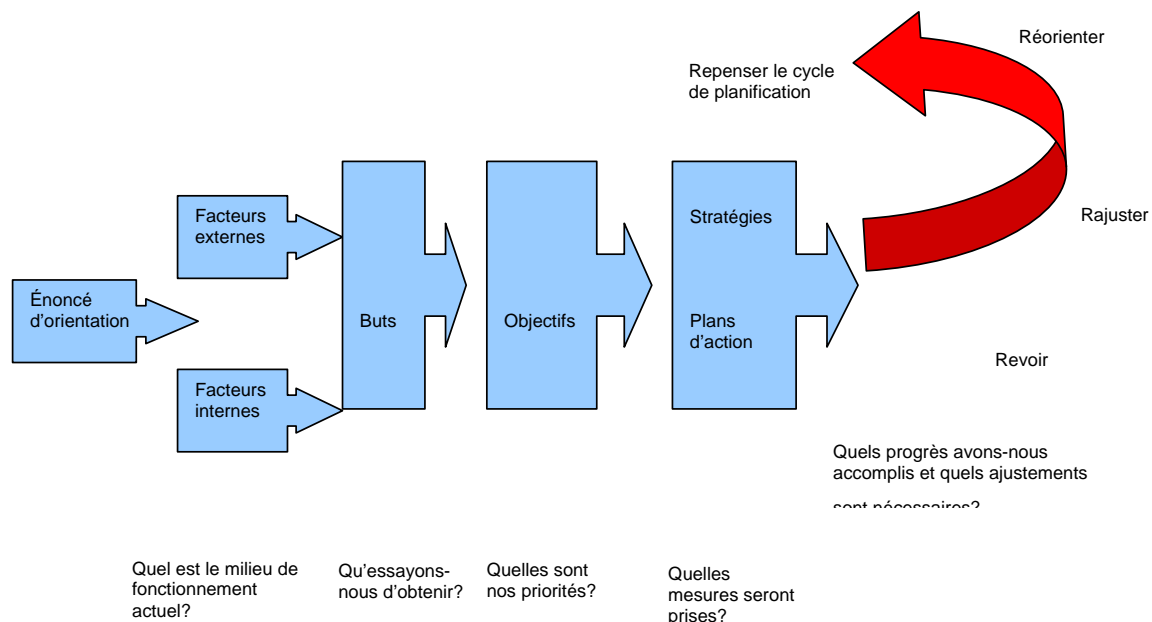 Réorienter
Repenser le cycle
de planification
Facteurs
externes
Stratégies
Rajuster
Énoncé
d’orientation
Buts
Objectifs
Plans
d’action
Revoir
Facteurs
internes
Quels progrès avons-nous
accomplis et quels ajustements
sont nécessaires?
Quel est le milieu de
fonctionnement
actuel?
Qu’essayons-
nous d’obtenir?
Quelles sont
nos priorités?
Quelles
mesures seront
prises?